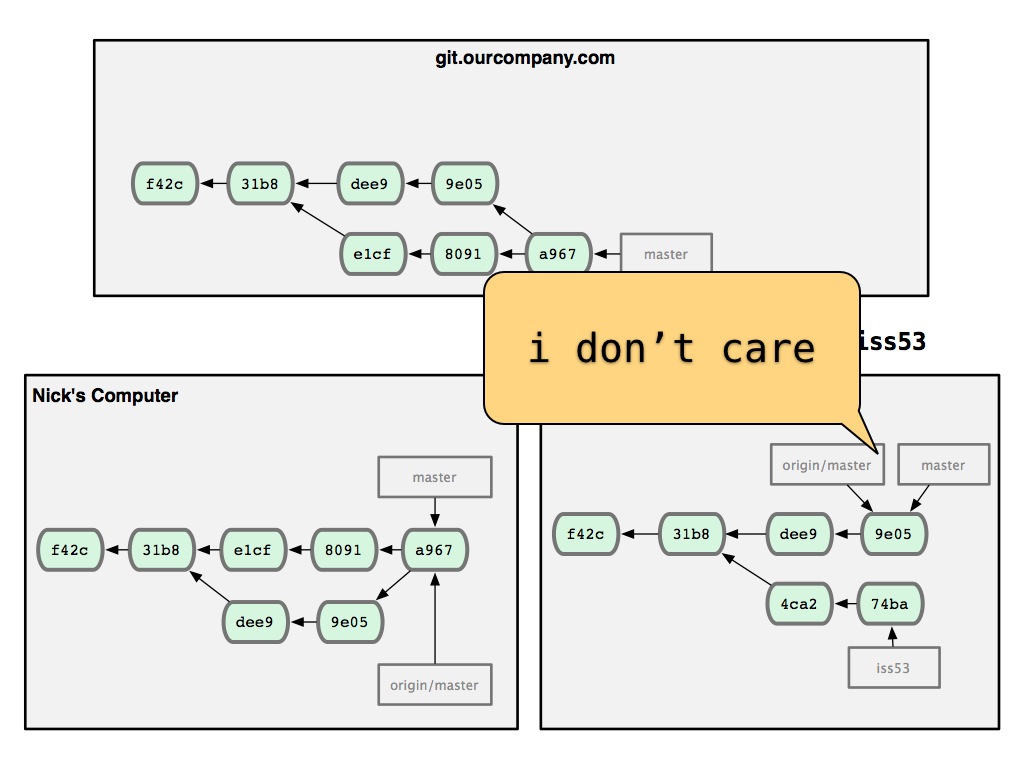 git.ourcompany.com
f42c
31b8
dee9
9e05
e1cf
8091
a967
master
i don’t care
iss53
Nick's Computer
master
f42c
31b8
e1cf
8091
a967
dee9
9e05
origin/master
origin/master
master
f42c
31b8
dee9
9e05
4ca2
74ba
iss53